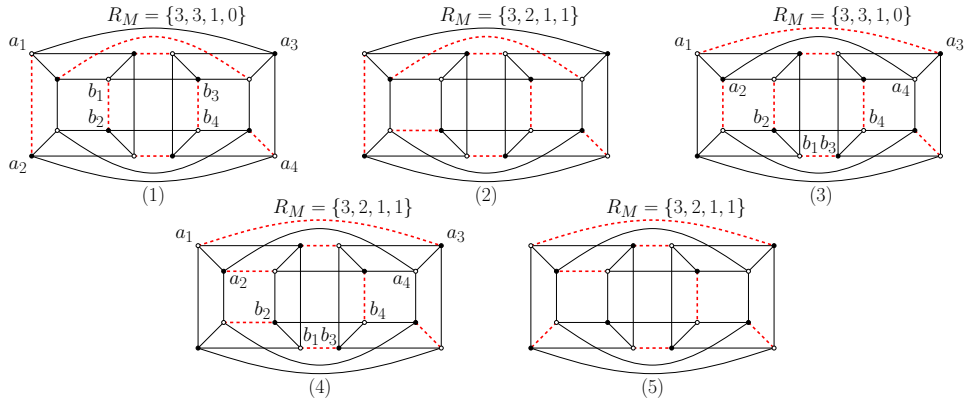 R_M = {3, 3, 1, 0}
R_M = {3, 2, 1, 1}
R_M = {3, 3, 1, 0}
a_1 a_3 a_1 a_3
b_1 b_3 a_2 a_4
b_2 b_4 b_2 b_4
a_2 a_4 b_1 b_3
(1) (2) (3)
R_M = {3, 2, 1, 1}
R_M = {3, 2, 1, 1}
a_1 a_3
a_2 a_4
b_2 b_4
b_1 b_3
(4) (5)